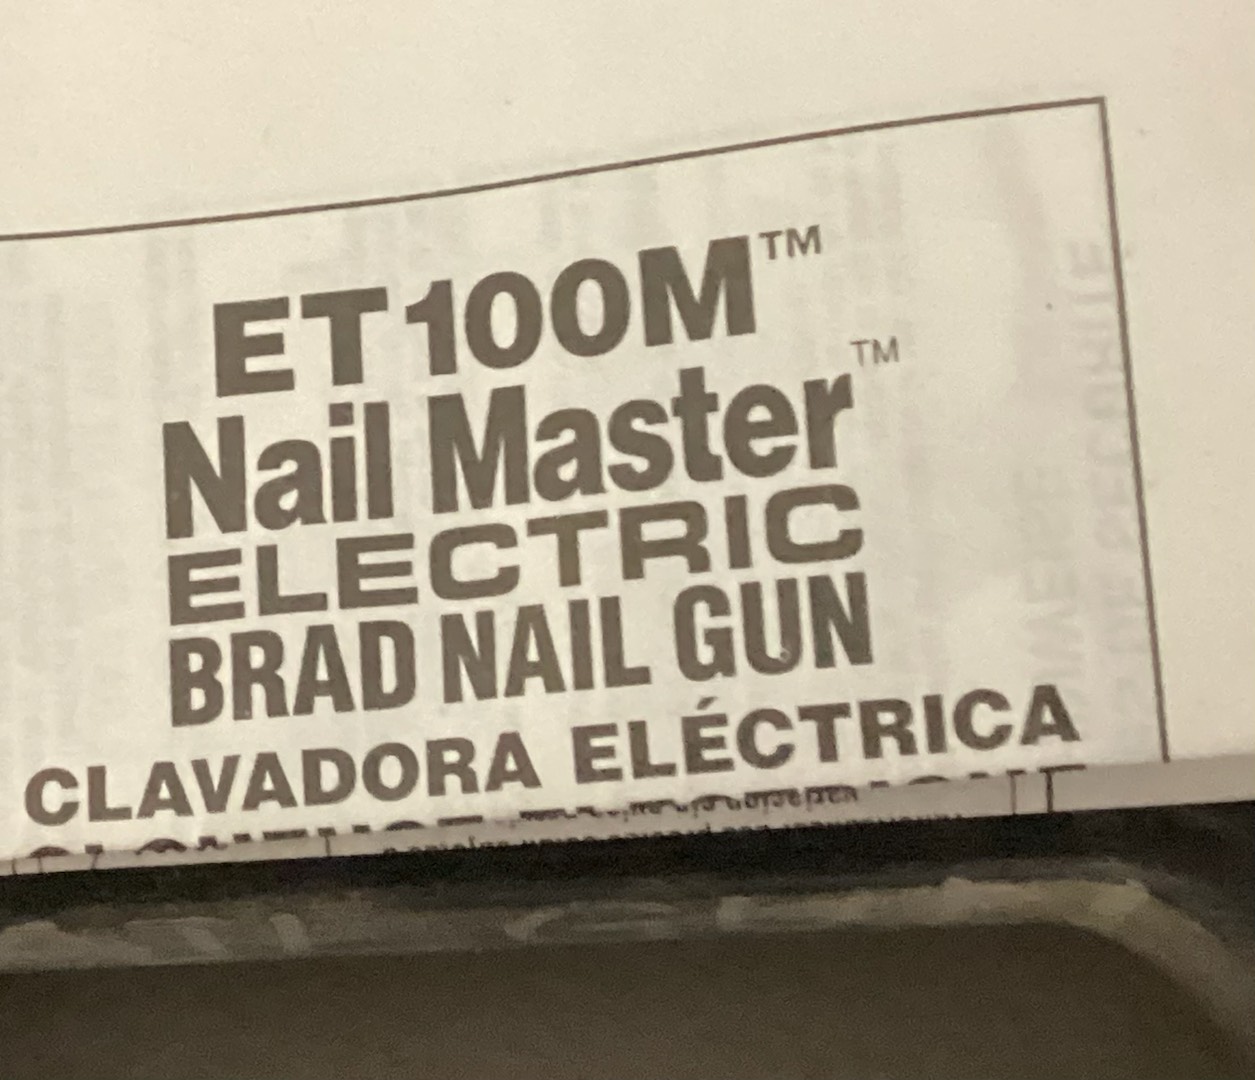 ET100M™
Nail Master™
ELECTRIC
BRAD NAIL GUN
CLAVADORA ELÉCTRICA